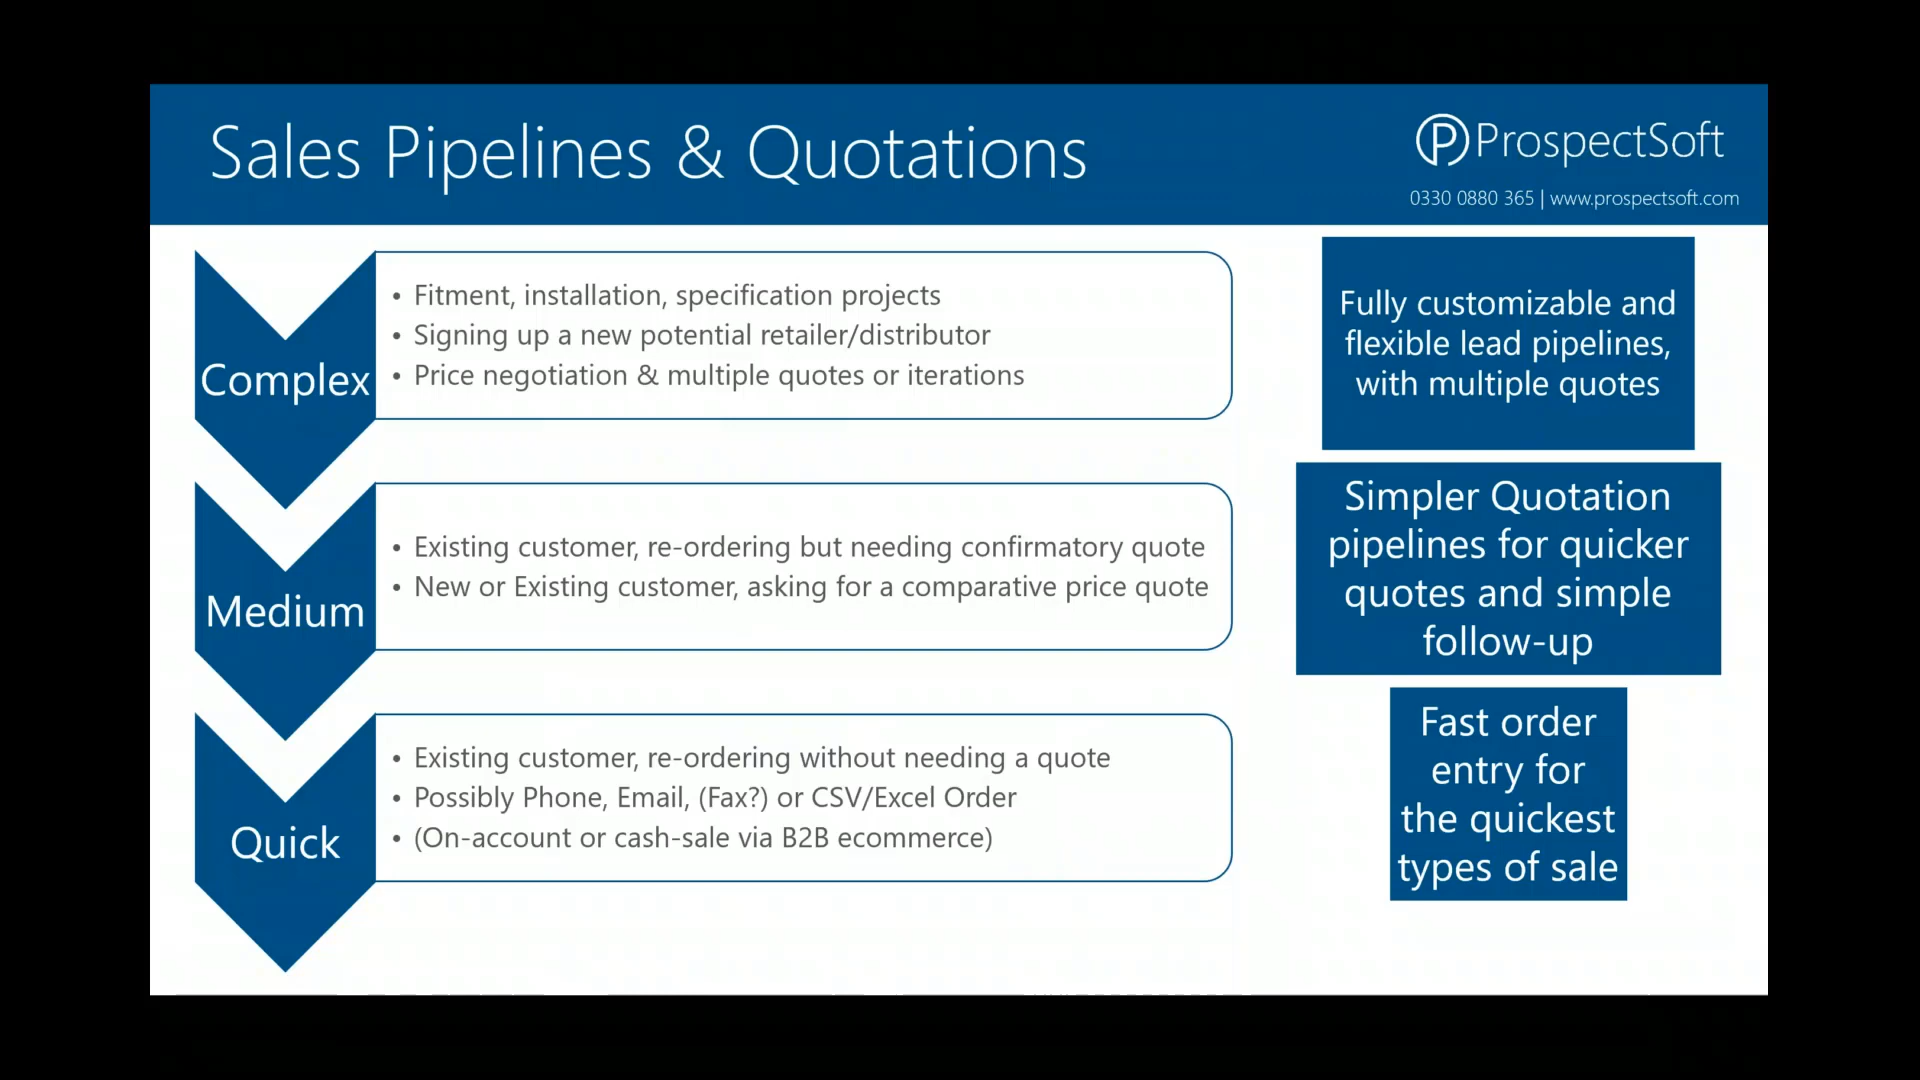 Sales Pipelines & Quotations
ProspectSoft
0330 0880 365 | www.prospectsoft.com
Complex
• Fitment, installation, specification projects
• Signing up a new potential retailer/distributor
• Price negotiation & multiple quotes or iterations
Fully customizable and
flexible lead pipelines,
with multiple quotes
Medium
• Existing customer, re-ordering but needing confirmatory quote
• New or Existing customer, asking for a comparative price quote
Simpler Quotation
pipelines for quicker
quotes and simple
follow-up
Quick
• Existing customer, re-ordering without needing a quote
• Possibly Phone, Email, (Fax?) or CSV/Excel Order
• (On-account or cash-sale via B2B ecommerce)
Fast order
entry for
the quickest
types of sale